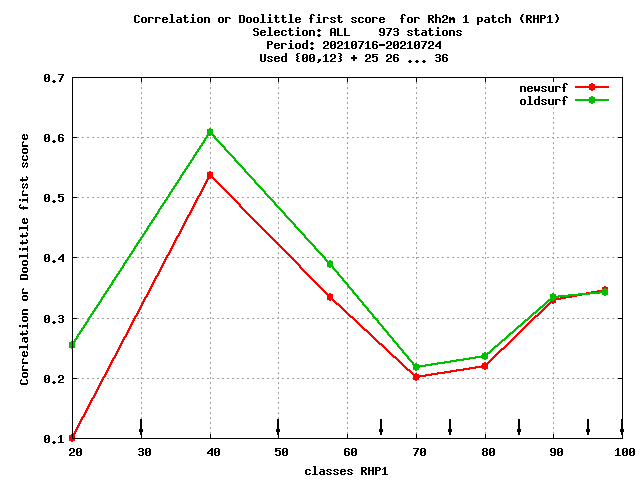 Correlation or Doolittle first score  for Rh2m 1 patch (RHP1)
Selection: ALL    973 stations
Period: 20210716-20210724
Used {00,12} + 25 26 ... 36
newsurf
oldsurf
Correlation or Doolittle first score
0.7
0.6
0.5
0.4
0.3
0.2
0.1
20 30 40 50 60 70 80 90 100
classes RHP1